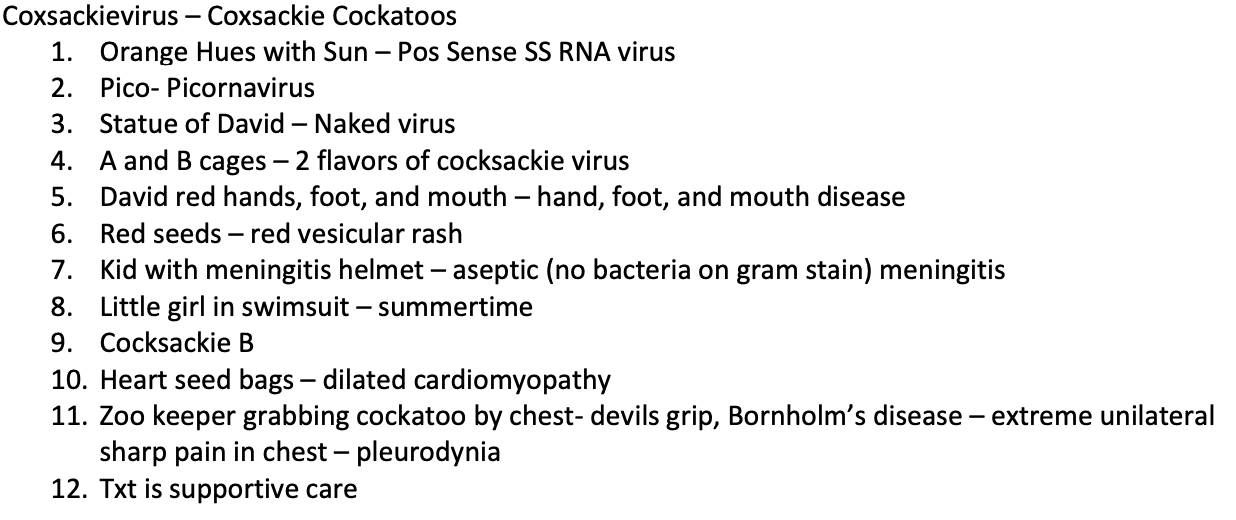 Coxsackievirus – Coxsackie Cockatoos
1. Orange Hues with Sun – Pos Sense SS RNA virus
2. Pico- Picornavirus
3. Statue of David – Naked virus
4. A and B cages – 2 flavors of cocksackie virus
5. David red hands, foot, and mouth – hand, foot, and mouth disease
6. Red seeds – red vesicular rash
7. Kid with meningitis helmet – aseptic (no bacteria on gram stain) meningitis
8. Little girl in swimsuit – summertime
9. Cocksackie B
10. Heart seed bags – dilated cardiomyopathy
11. Zoo keeper grabbing cockatoo by chest- devils grip, Bornholm’s disease – extreme unilateral
sharp pain in chest – pleurodynia
12. Txt is supportive care